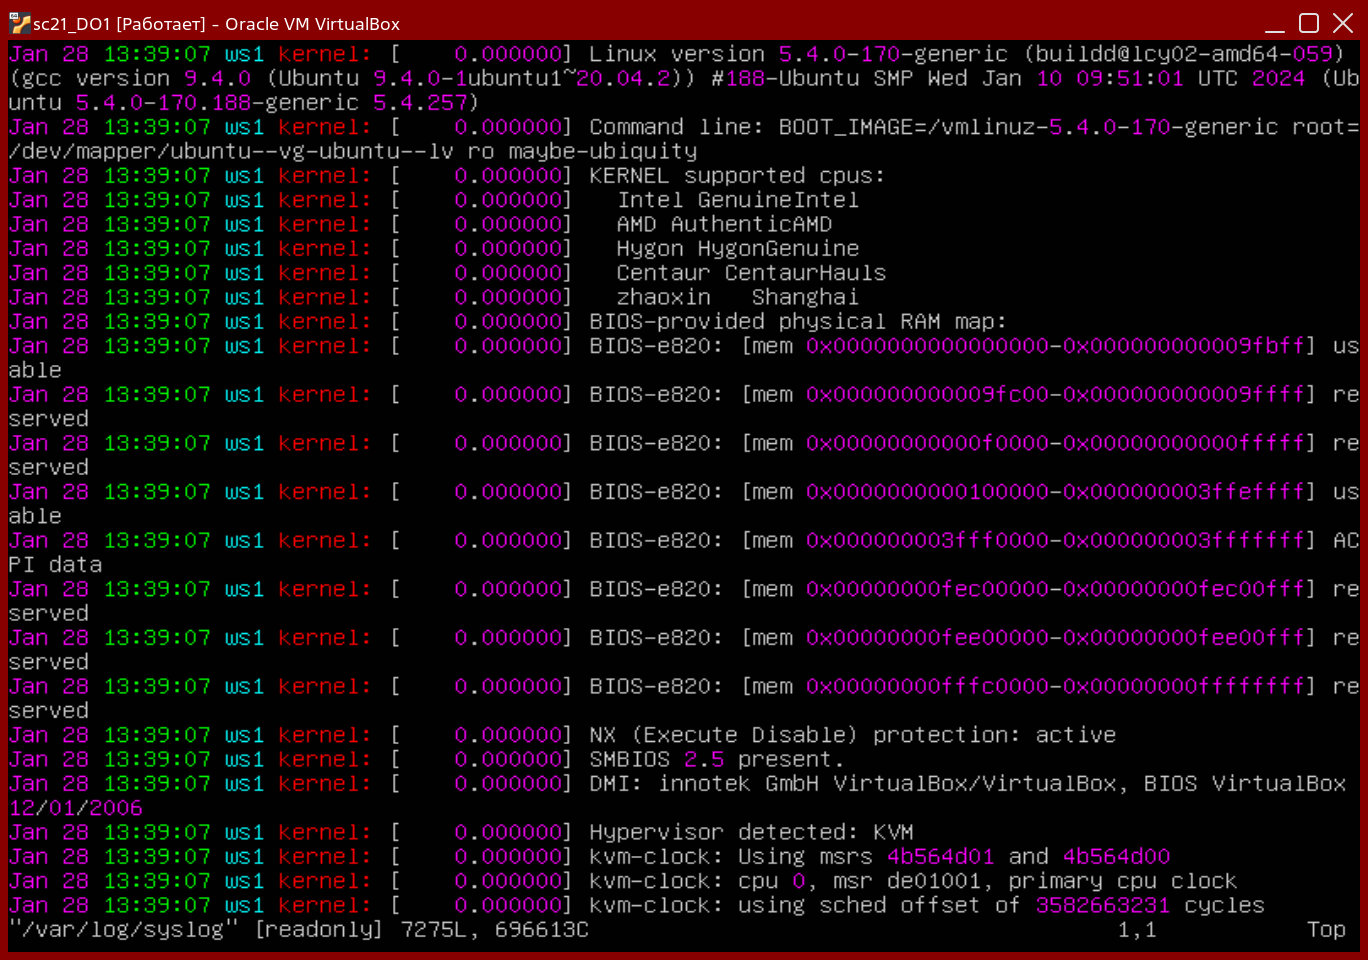 sc21_DO1 [Работает] - Oracle VM VirtualBox
Jan 28 13:39:07 ws1 kernel: [    0.000000] Linux version 5.4.0-170-generic (buildd@lcy02-amd64-059)
(gcc version 9.4.0 (Ubuntu 9.4.0-1ubuntu1~20.04.2)) #188-Ubuntu SMP Wed Jan 10 09:51:01 UTC 2024 (Ub
untu 5.4.0-170.188-generic 5.4.257)
Jan 28 13:39:07 ws1 kernel: [    0.000000] Command line: BOOT_IMAGE=/vmlinuz-5.4.0-170-generic root=
/dev/mapper/ubuntu--vg-ubuntu--lv ro maybe-ubiquity
Jan 28 13:39:07 ws1 kernel: [    0.000000] KERNEL supported cpus:
Jan 28 13:39:07 ws1 kernel: [    0.000000]   Intel GenuineIntel
Jan 28 13:39:07 ws1 kernel: [    0.000000]   AMD AuthenticAMD
Jan 28 13:39:07 ws1 kernel: [    0.000000]   Hygon HygonGenuine
Jan 28 13:39:07 ws1 kernel: [    0.000000]   Centaur CentaurHauls
Jan 28 13:39:07 ws1 kernel: [    0.000000]   zhaoxin   Shanghai
Jan 28 13:39:07 ws1 kernel: [    0.000000] BIOS-provided physical RAM map:
Jan 28 13:39:07 ws1 kernel: [    0.000000] BIOS-e820: [mem 0x0000000000000000-0x000000000009fbff] us
able
Jan 28 13:39:07 ws1 kernel: [    0.000000] BIOS-e820: [mem 0x000000000009fc00-0x000000000009ffff] re
served
Jan 28 13:39:07 ws1 kernel: [    0.000000] BIOS-e820: [mem 0x00000000000f0000-0x00000000000fffff] re
served
Jan 28 13:39:07 ws1 kernel: [    0.000000] BIOS-e820: [mem 0x0000000000100000-0x000000003ffeffff] us
able
Jan 28 13:39:07 ws1 kernel: [    0.000000] BIOS-e820: [mem 0x000000003fff0000-0x000000003fffffff] AC
PI data
Jan 28 13:39:07 ws1 kernel: [    0.000000] BIOS-e820: [mem 0x00000000fec00000-0x00000000fec00fff] re
served
Jan 28 13:39:07 ws1 kernel: [    0.000000] BIOS-e820: [mem 0x00000000fee00000-0x00000000fee00fff] re
served
Jan 28 13:39:07 ws1 kernel: [    0.000000] BIOS-e820: [mem 0x00000000fffc0000-0x00000000ffffffff] re
served
Jan 28 13:39:07 ws1 kernel: [    0.000000] NX (Execute Disable) protection: active
Jan 28 13:39:07 ws1 kernel: [    0.000000] SMBIOS 2.5 present.
Jan 28 13:39:07 ws1 kernel: [    0.000000] DMI: innotek GmbH VirtualBox/VirtualBox, BIOS VirtualBox
12/01/2006
Jan 28 13:39:07 ws1 kernel: [    0.000000] Hypervisor detected: KVM
Jan 28 13:39:07 ws1 kernel: [    0.000000] kvm-clock: Using msrs 4b564d01 and 4b564d00
Jan 28 13:39:07 ws1 kernel: [    0.000000] kvm-clock: cpu 0, msr de01001, primary cpu clock
Jan 28 13:39:07 ws1 kernel: [    0.000000] kvm-clock: using sched offset of 3582663231 cycles
"/var/log/syslog" [readonly] 7275L, 696613C 1,1 Top